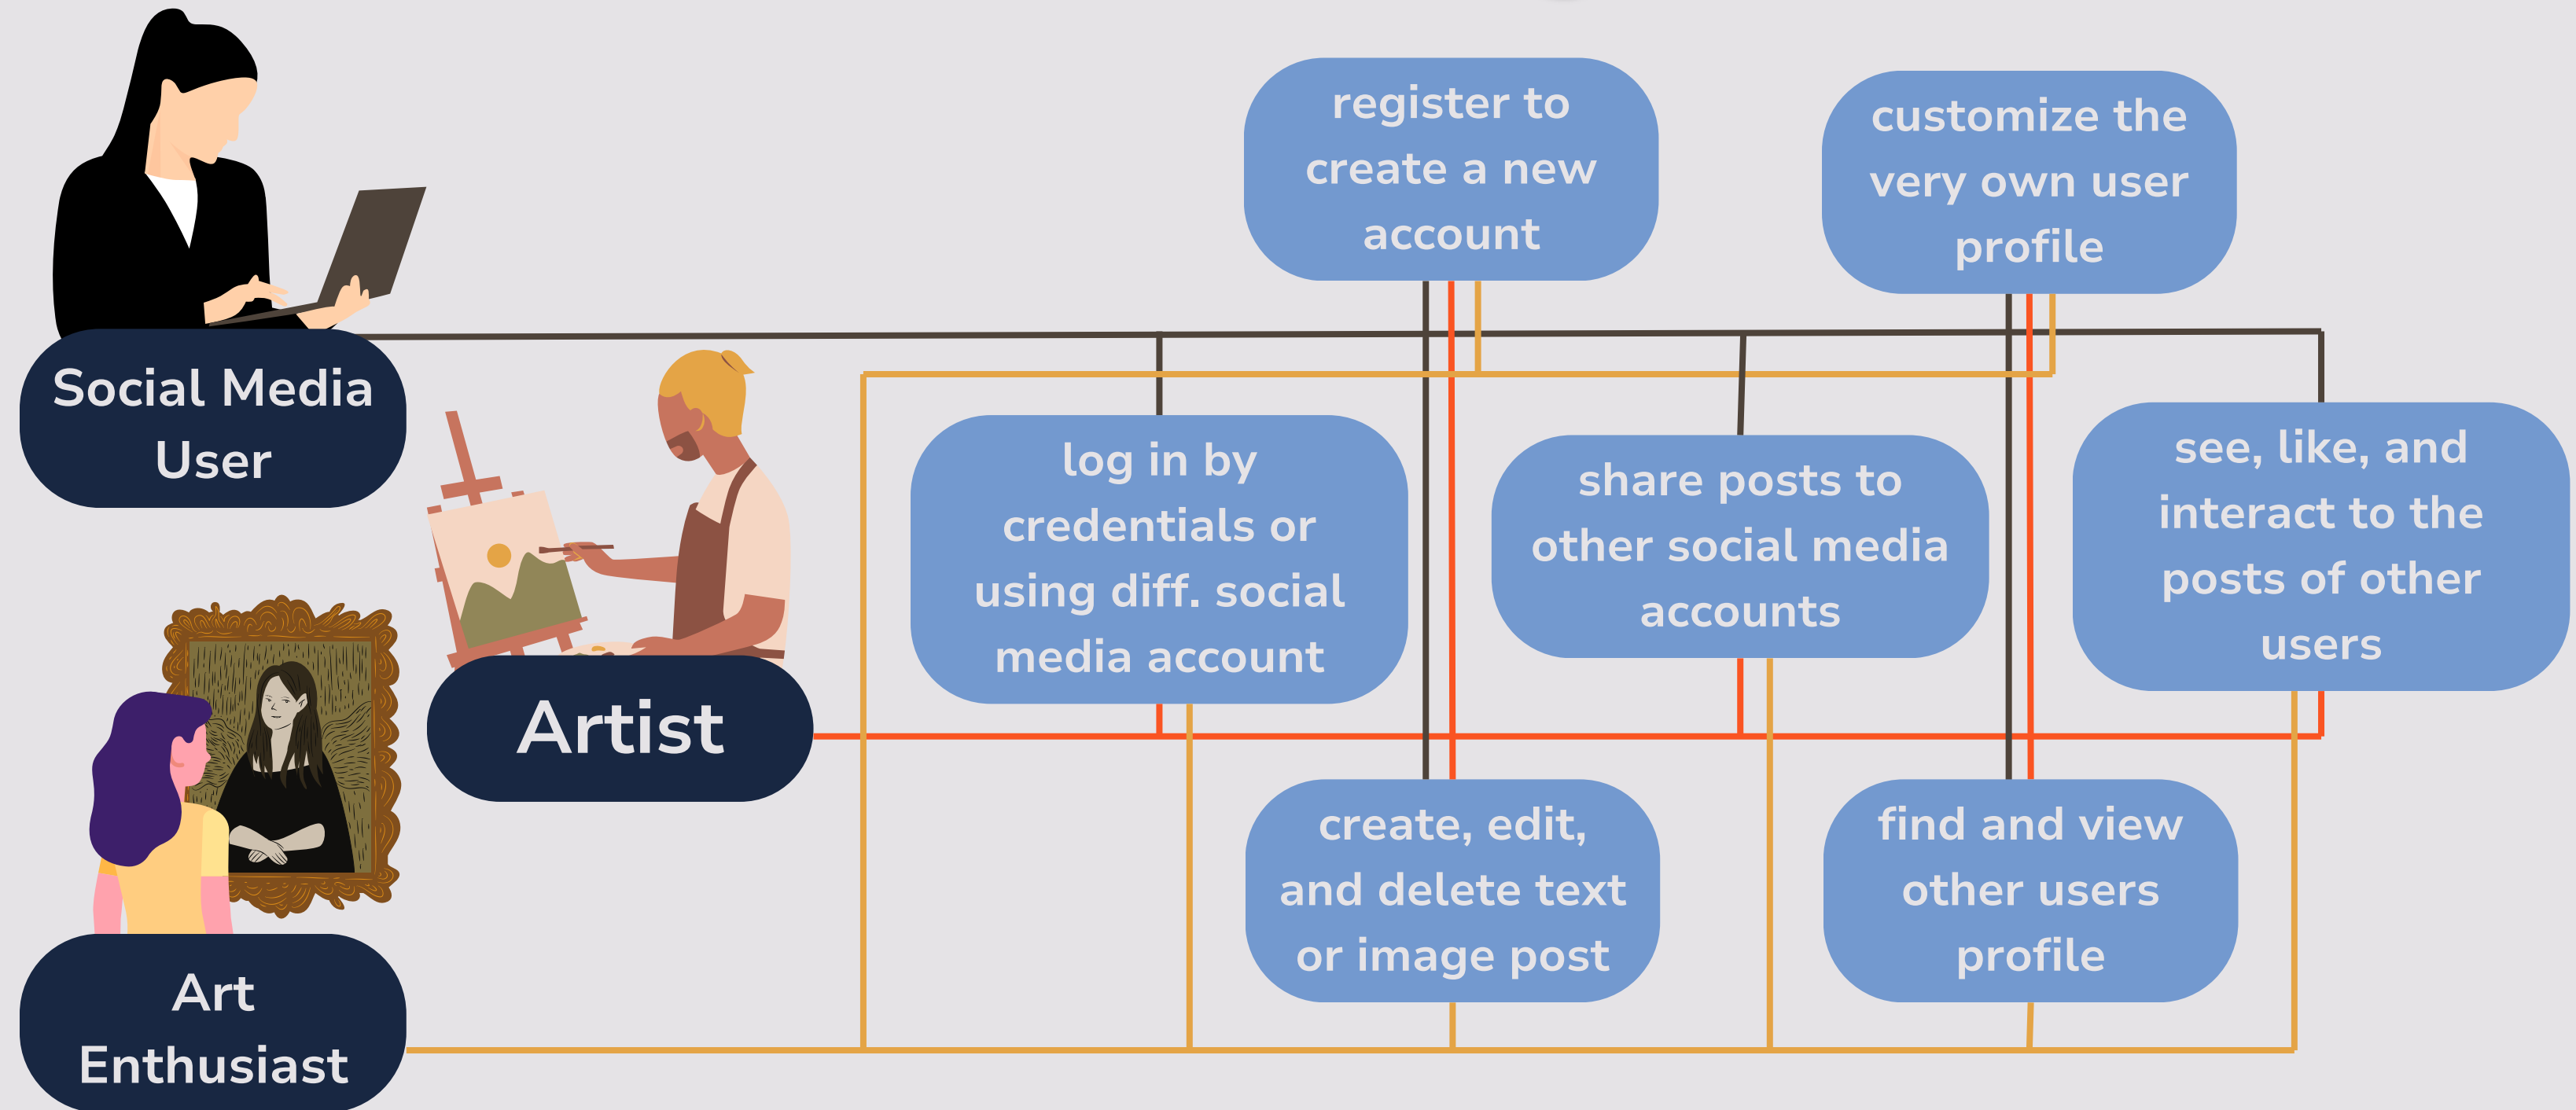 register to
create a new
account
customize the
very own user
profile
Social Media
User
log in by
credentials or
using diff. social
media account
share posts to
other social media
accounts
see, like, and
interact to the
posts of other
users
Artist
create, edit,
and delete text
or image post
find and view
other users
profile
Art
Enthusiast